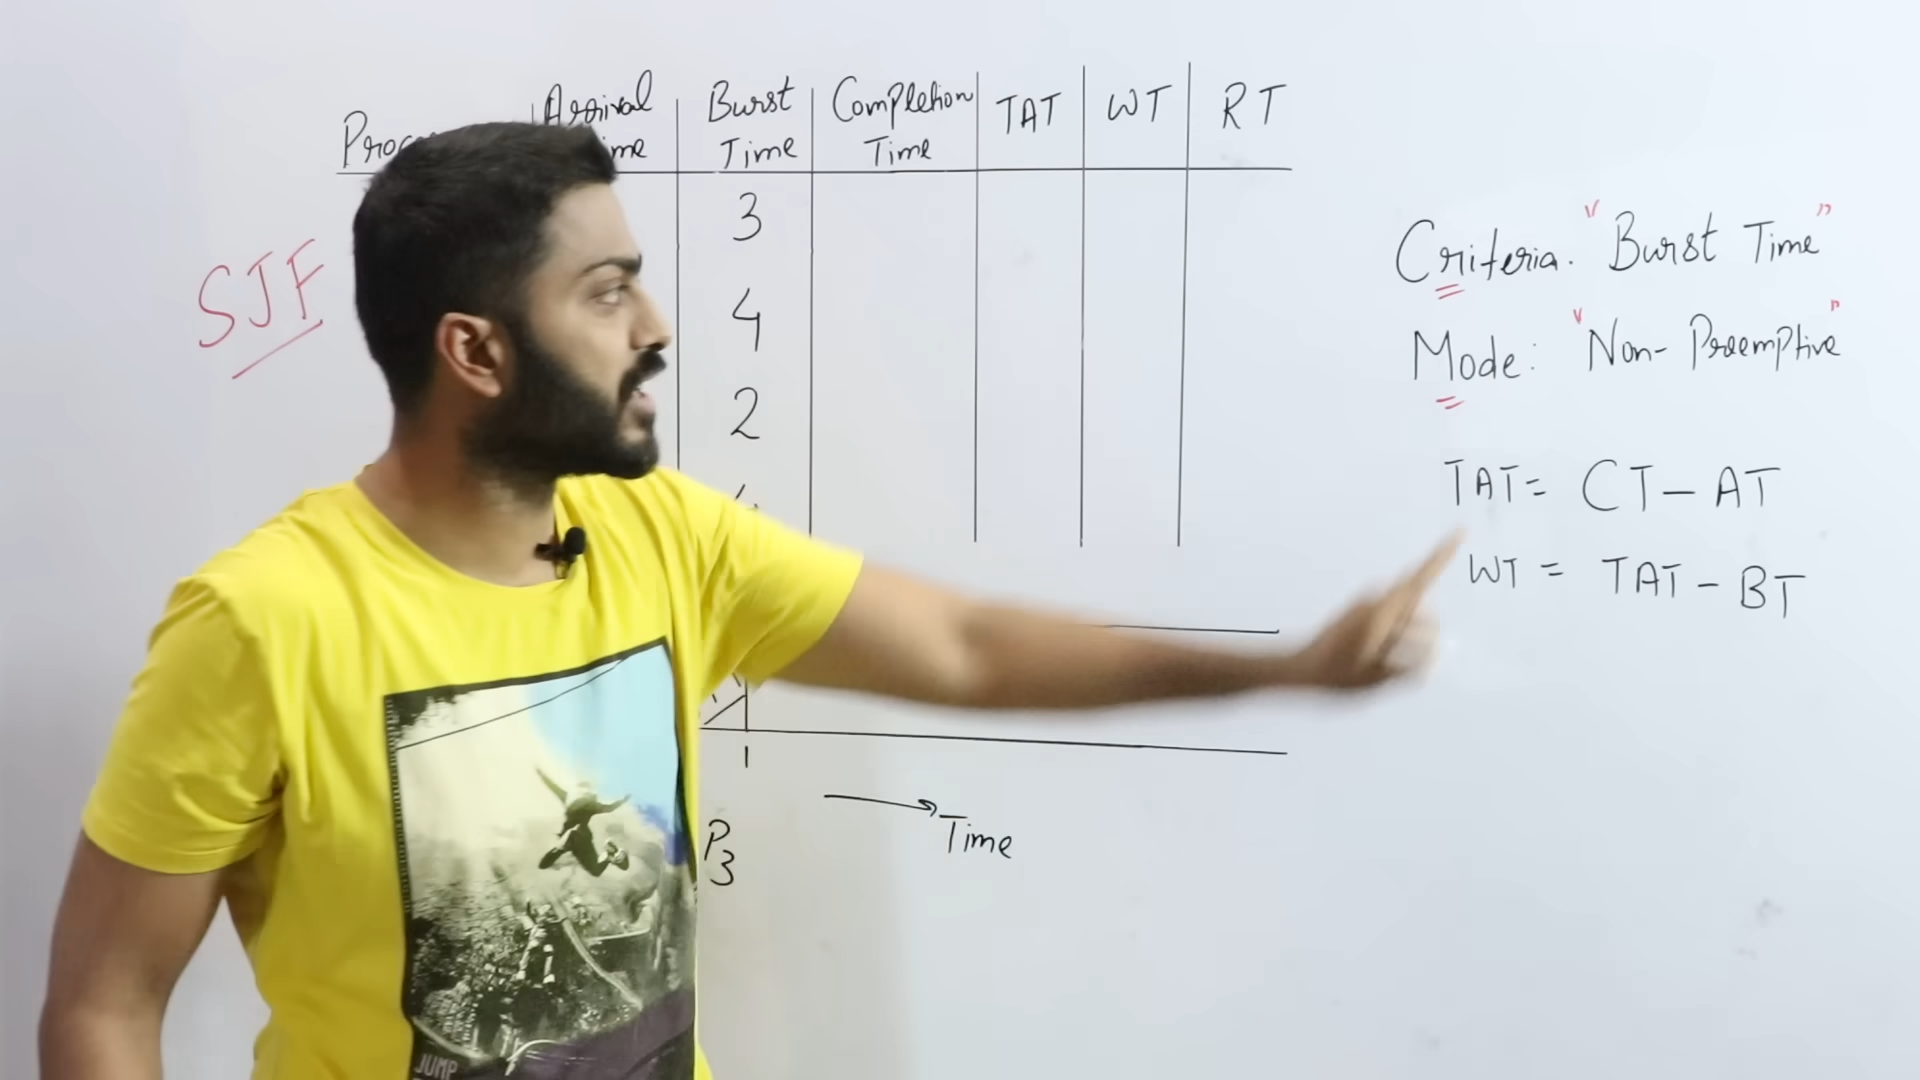 Arrival Burst Completion TAT WT RT
Time Time
3
SJF
4
2
Criteria. "Burst Time"
Mode: "Non-Preemptive"
TAT = CT - AT
WT = TAT - BT
1
P3
Time
JUMP